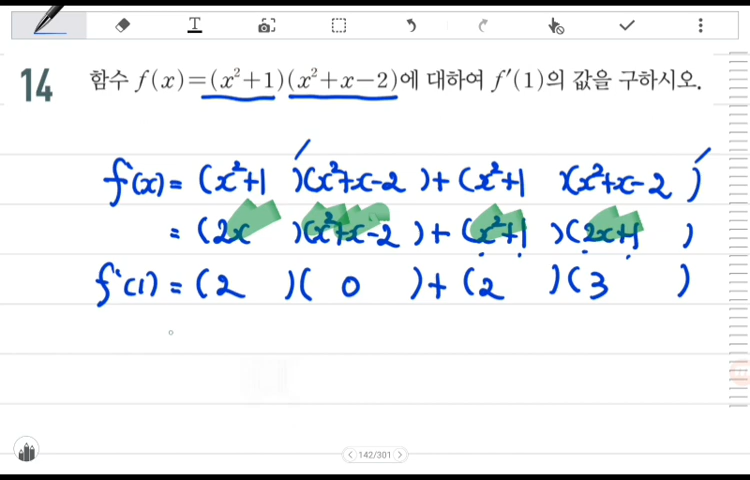 T
14 함수 f(x)=(x²+1)(x²+x-2)에 대하여 f'(1)의 값을 구하시오.
f'(x)= (x²+1 )'(x²+x-2 )+(x²+1 )(x²+x-2 )'
= (2x )(x²+x-2 )+(x²+1 )(2x+1 )
f'(1) = (2 )( 0 )+(2 )(3 )
142/301